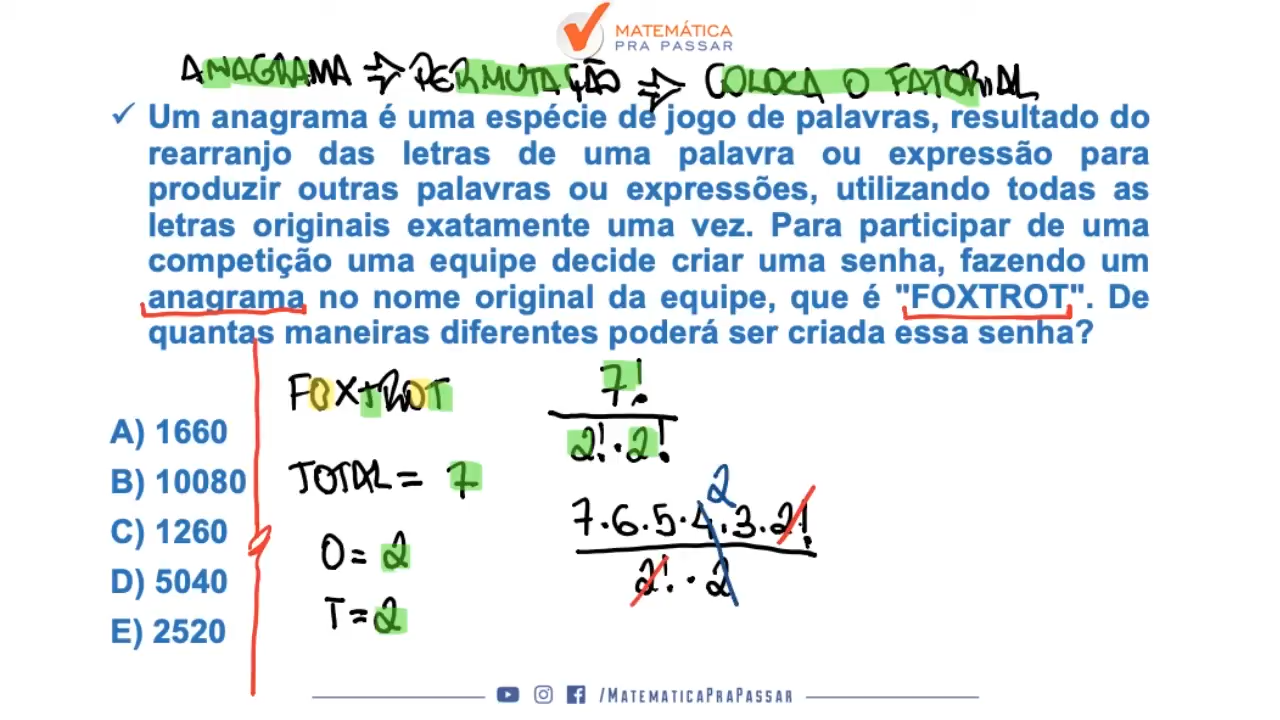 MATEMÁTICA
PRA PASSAR
ANAGRAMA ⇒ PERMUTAÇÃO ⇒ COLOCA O FATORIAL
✓ Um anagrama é uma espécie de jogo de palavras, resultado do
rearranjo das letras de uma palavra ou expressão para
produzir outras palavras ou expressões, utilizando todas as
letras originais exatamente uma vez. Para participar de uma
competição uma equipe decide criar uma senha, fazendo um
anagrama no nome original da equipe, que é "FOXTROT". De
quantas maneiras diferentes poderá ser criada essa senha?
A) 1660
B) 10080
C) 1260
D) 5040
E) 2520
FOXTROT
TOTAL = 7
O = 2
T = 2
7!
2! · 2!
2
7 · 6 · 5 · 4 · 3 · 2!
2! · 2
/MATEMATICAPRAPASSAR